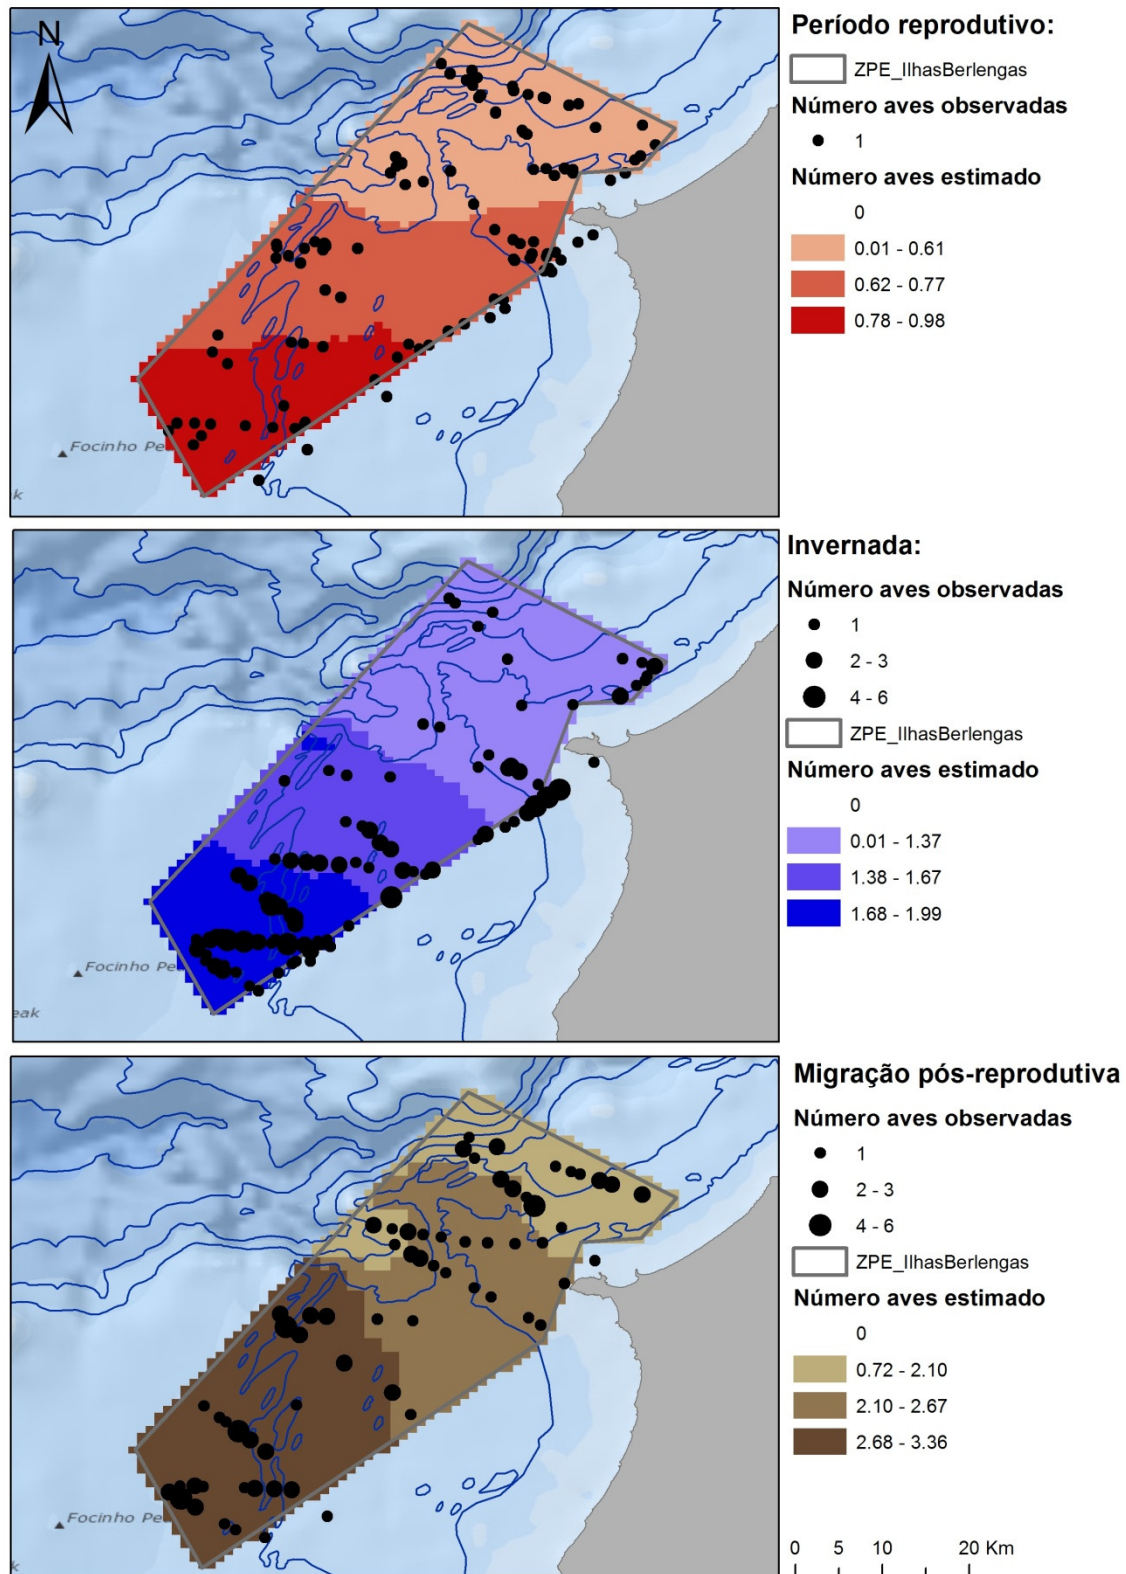 Período reprodutivo:
N
ZPE_IlhasBerlengas
Número aves observadas
1
Número aves estimado
0
0.01 - 0.61
0.62 - 0.77
0.78 - 0.98
Focinho Pe
k
Invernada:
Número aves observadas
1
2 - 3
4 - 6
ZPE_IlhasBerlengas
Número aves estimado
0
0.01 - 1.37
1.38 - 1.67
1.68 - 1.99
Focinho Pe
eak
Migração pós-reprodutiva
Número aves observadas
1
2 - 3
4 - 6
ZPE_IlhasBerlengas
Número aves estimado
0
0.72 - 2.10
2.10 - 2.67
2.68 - 3.36
Focinho Peak
k
0 5 10 20 Km